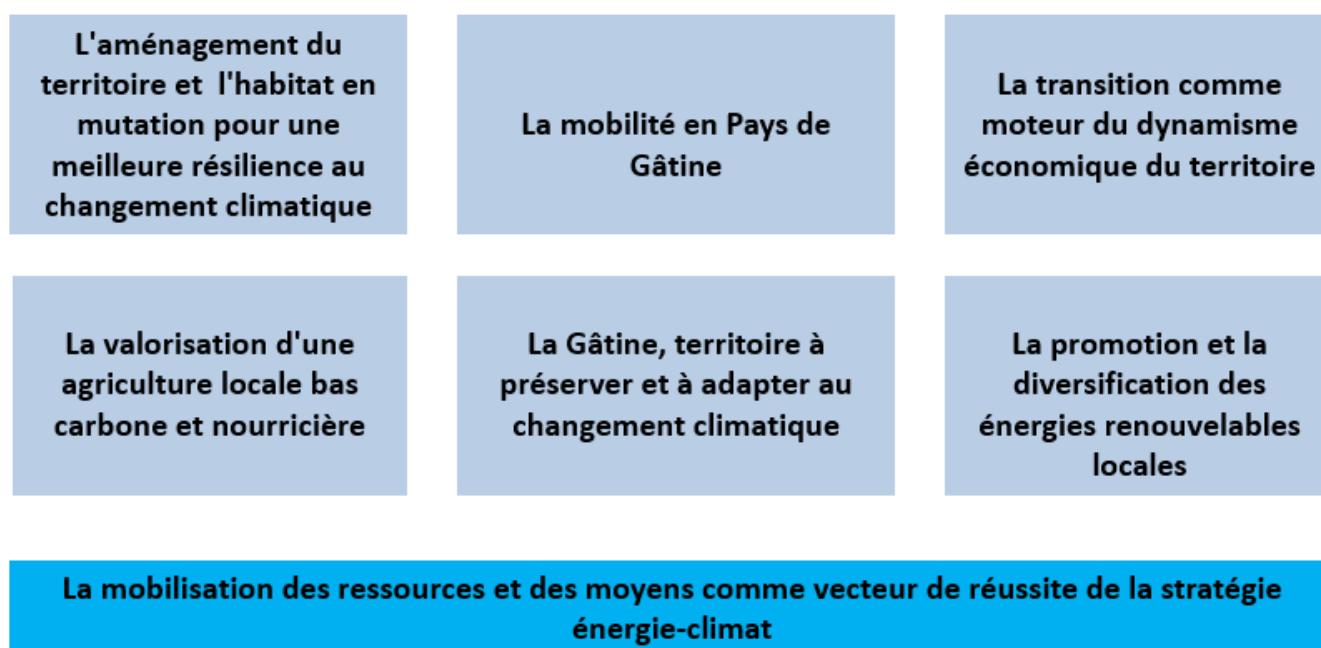 L'aménagement du
territoire et l'habitat en
mutation pour une
meilleure résilience au
changement climatique
La mobilité en Pays de
Gâtine
La transition comme
moteur du dynamisme
économique du territoire
La valorisation d'une
agriculture locale bas
carbone et nourricière
La Gâtine, territoire à
préserver et à adapter au
changement climatique
La promotion et la
diversification des
énergies renouvelables
locales
La mobilisation des ressources et des moyens comme vecteur de réussite de la stratégie
énergie-climat